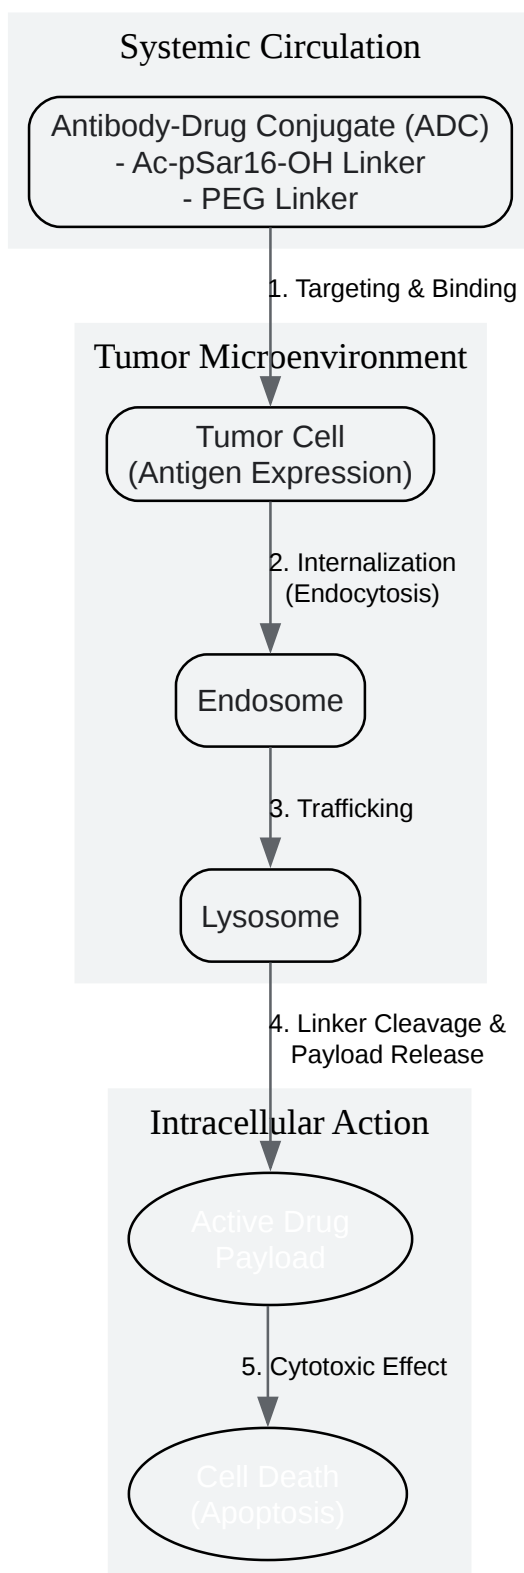 Systemic Circulation
Antibody-Drug Conjugate (ADC)
- Ac-pSar16-OH Linker
- PEG Linker
1. Targeting & Binding
Tumor Microenvironment
Tumor Cell
(Antigen Expression)
2. Internalization
(Endocytosis)
Endosome
3. Trafficking
Lysosome
4. Linker Cleavage &
Payload Release
Intracellular Action
Active Drug
Payload
5. Cytotoxic Effect
Cell Death
(Apoptosis)